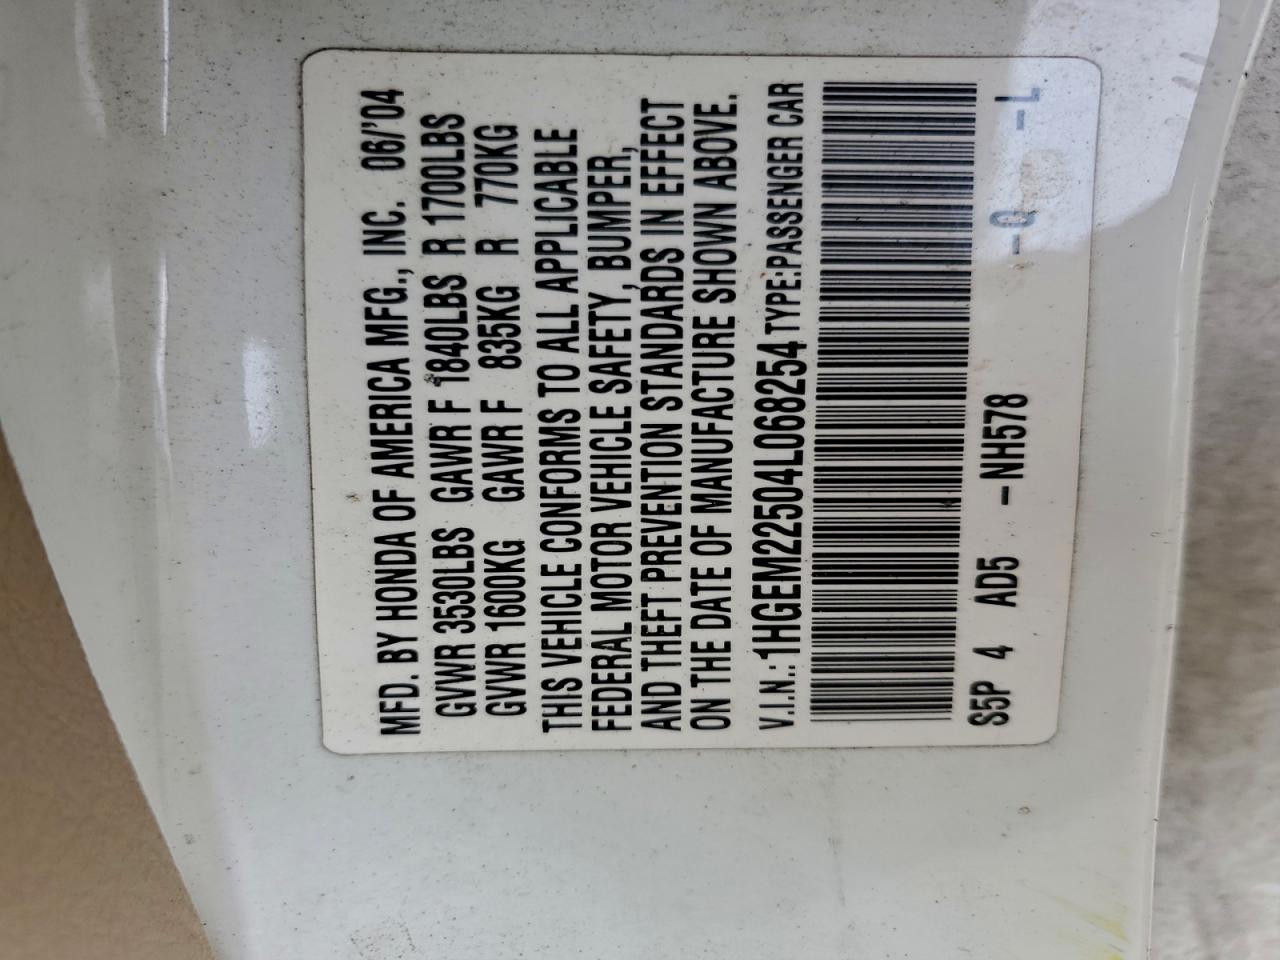 MFD. BY HONDA OF AMERICA MFG., INC. 06/'04
GVWR 3530LBS GAWR F 1840LBS R 1700LBS
GVWR 1600KG GAWR F 835KG R 770KG
THIS VEHICLE CONFORMS TO ALL APPLICABLE
FEDERAL MOTOR VEHICLE SAFETY, BUMPER,
AND THEFT PREVENTION STANDARDS IN EFFECT
ON THE DATE OF MANUFACTURE SHOWN ABOVE.
V.I.N.: 1HGEM22504L068254 TYPE: PASSENGER CAR
S5P 4 AD5 -NH578 -Q -L